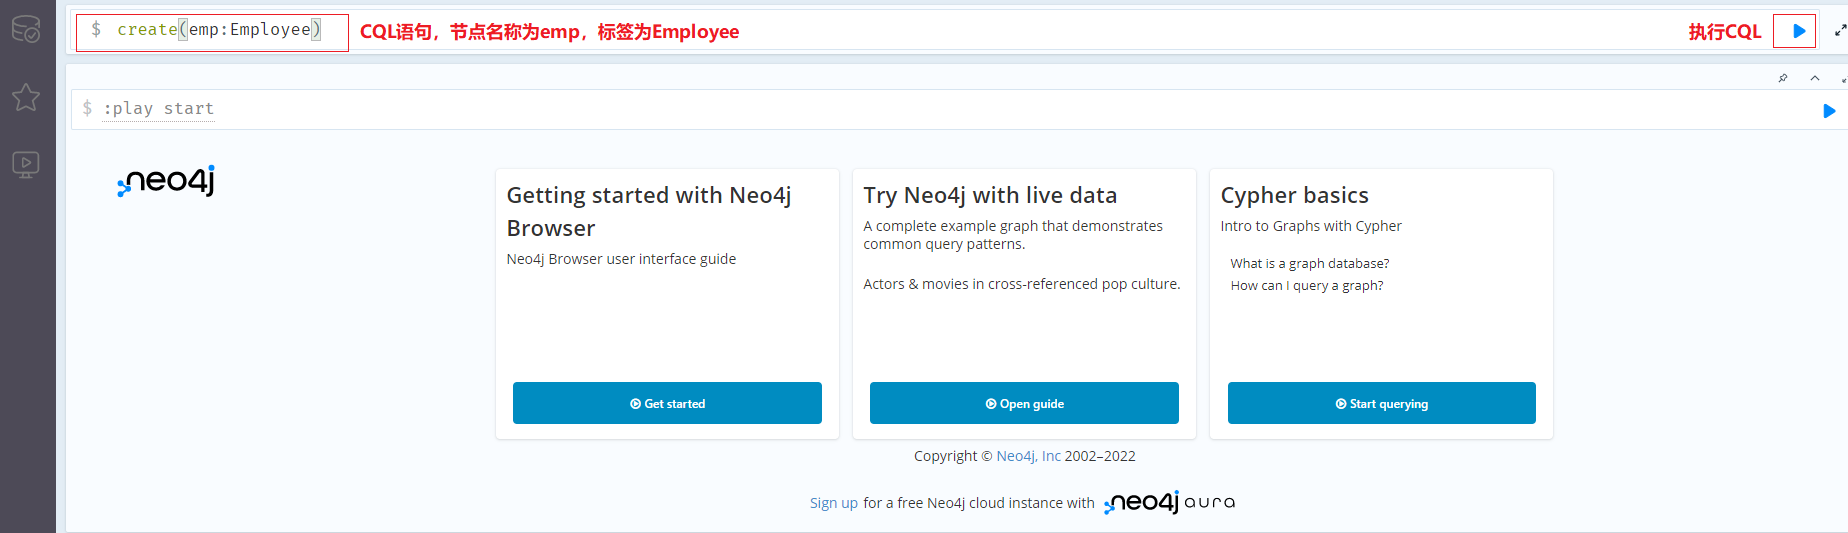 $ create(emp:Employee) CQL语句，节点名称为emp，标签为Employee 执行CQL
$ :play start
neo4j
Getting started with Neo4j
Browser
Neo4j Browser user interface guide
Get started
Try Neo4j with live data
A complete example graph that demonstrates
common query patterns.
Actors & movies in cross-referenced pop culture.
Open guide
Cypher basics
Intro to Graphs with Cypher
What is a graph database?
How can I query a graph?
Start querying
Copyright © Neo4j, Inc 2002–2022
Sign up for a free Neo4j cloud instance with neo4j aura